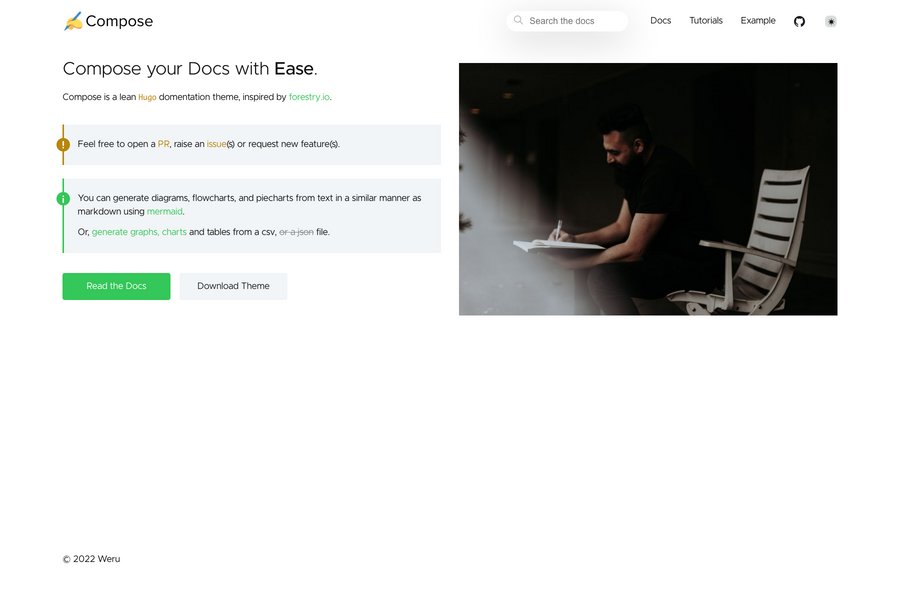 Compose
Search the docs
Docs
Tutorials
Example
Compose your Docs with Ease.
Compose is a lean Hugo domentation theme, inspired by forestry.io.
Feel free to open a PR, raise an issue(s) or request new feature(s).
You can generate diagrams, flowcharts, and piecharts from text in a similar manner as
markdown using mermaid.
Or, generate graphs, charts and tables from a csv, or a json file.
Read the Docs
Download Theme
© 2022 Weru